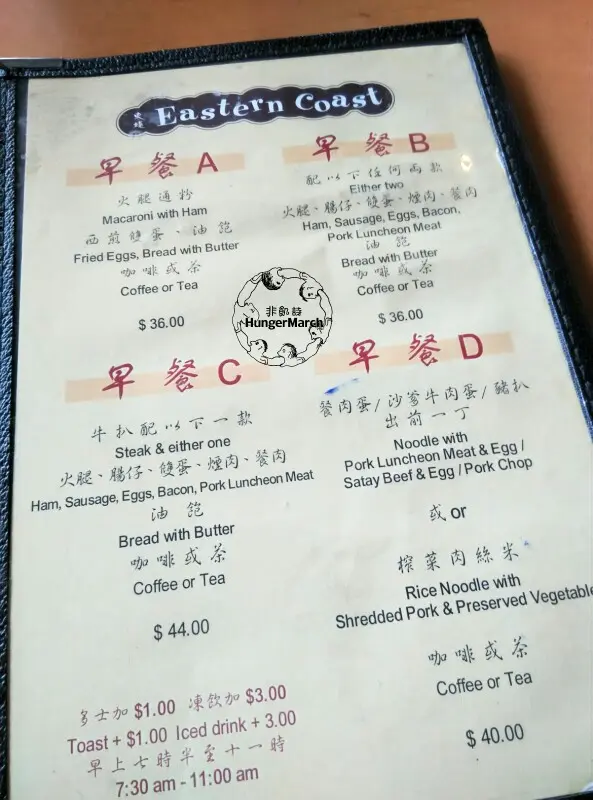 Eastern Coast
早餐 A
火腿通粉
Macaroni with Ham
西煎雙蛋、油飽
Fried Eggs, Bread with Butter
咖啡或茶
Coffee or Tea
$ 36.00
早餐 B
配以下任何兩款
Either two
火腿、腸仔、雙蛋、煙肉、餐肉
Ham, Sausage, Eggs, Bacon,
Pork Luncheon Meat
油飽
Bread with Butter
咖啡或茶
Coffee or Tea
$ 36.00
非凱誌
HungerMarch
早餐 C
牛扒配以下一款
Steak & either one
火腿、腸仔、雙蛋、煙肉、餐肉
Ham, Sausage, Eggs, Bacon, Pork Luncheon Meat
油飽
Bread with Butter
咖啡或茶
Coffee or Tea
$ 44.00
早餐 D
餐肉蛋/沙爹牛肉蛋/豬扒
出前一丁
Noodle with
Pork Luncheon Meat & Egg /
Satay Beef & Egg / Pork Chop
或 or
榨菜肉絲米
Rice Noodle with
Shredded Pork & Preserved Vegetable
咖啡或茶
Coffee or Tea
$ 40.00
多士加 $1.00 凍飲加 $3.00
Toast + $1.00 Iced drink + 3.00
早上七時半至十一時
7:30 am - 11:00 am